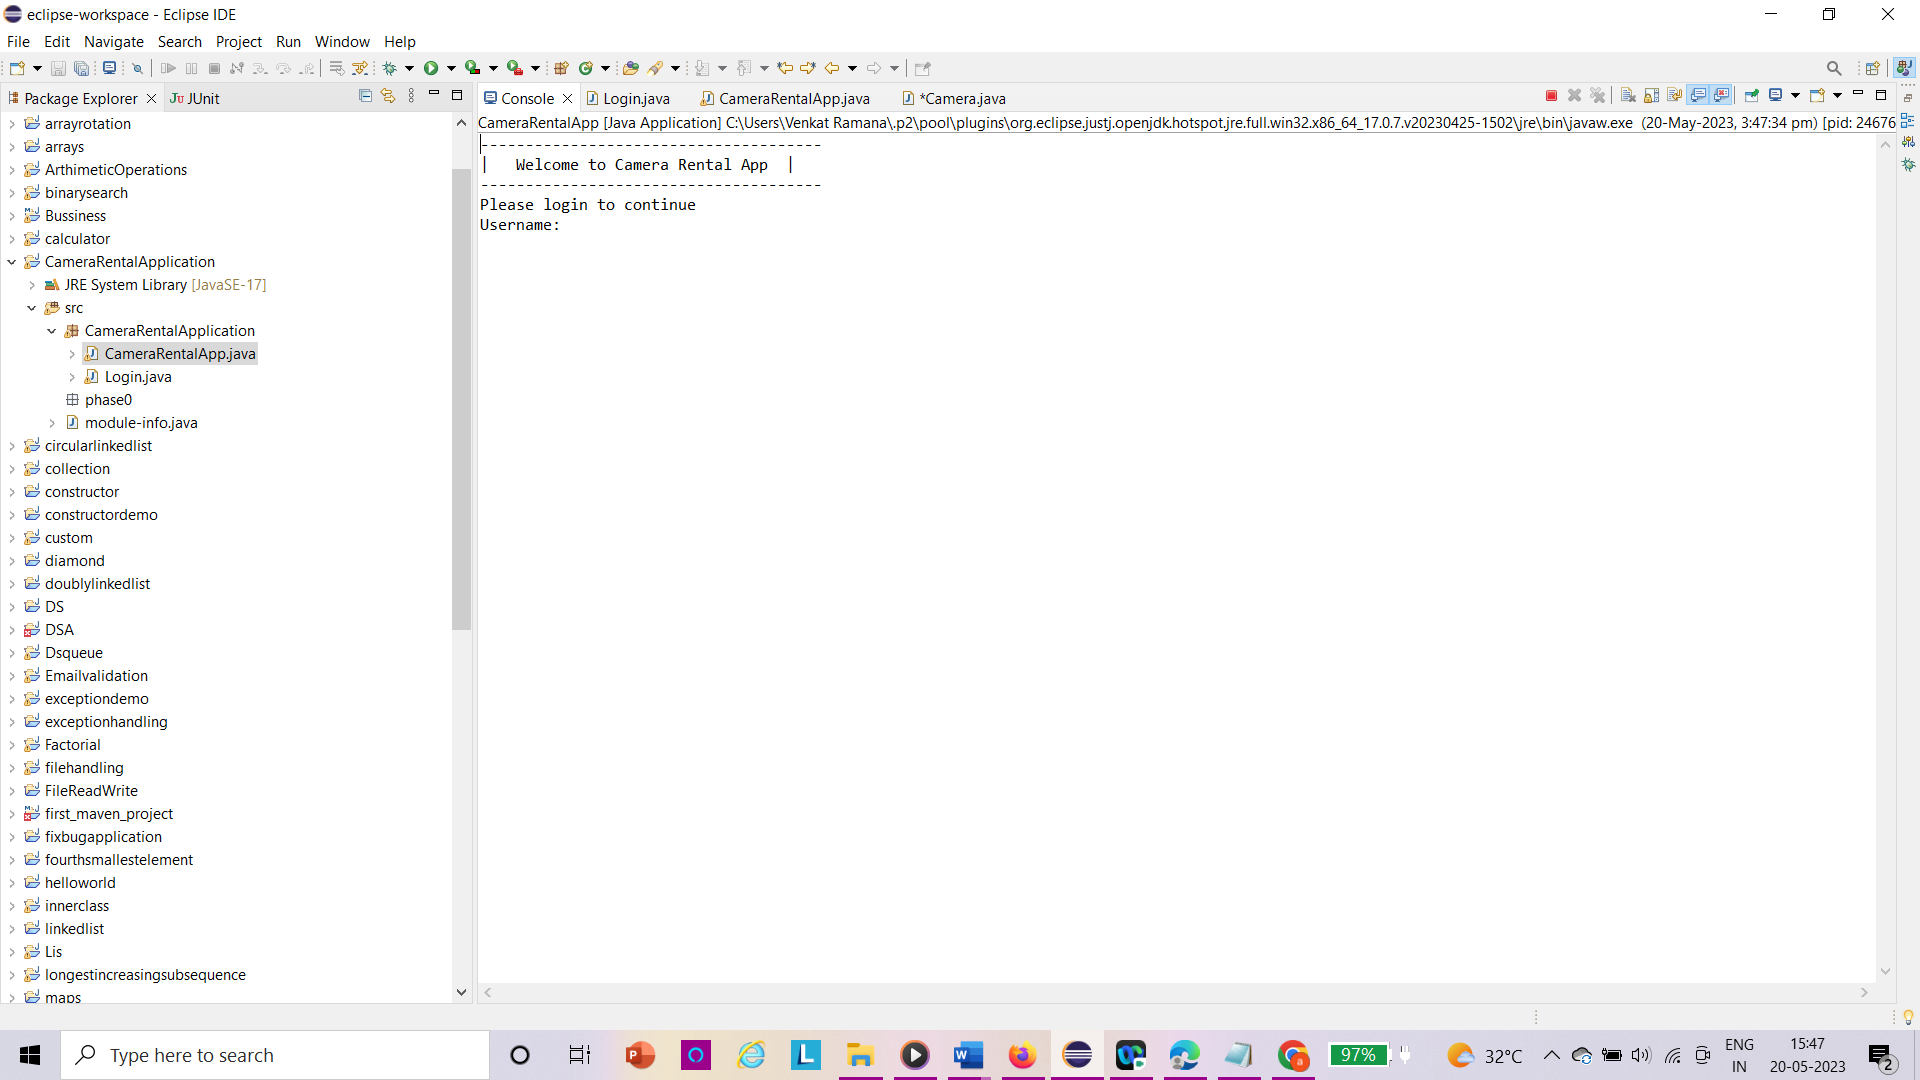 eclipse-workspace - Eclipse IDE
File Edit Navigate Search Project Run Window Help
Package Explorer JUnit
Console Login.java CameraRentalApp.java *Camera.java
CameraRentalApp [Java Application] C:\Users\Venkat Ramana\.p2\pool\plugins\org.eclipse.justj.openjdk.hotspot.jre.full.win32.x86_64_17.0.7.v20230425-1502\jre\bin\javaw.exe (20-May-2023, 3:47:34 pm) [pid: 24676
--------------------------------------
| Welcome to Camera Rental App |
--------------------------------------
Please login to continue
Username:
arrayrotation
arrays
ArthimeticOperations
binarysearch
Bussiness
calculator
CameraRentalApplication
JRE System Library [JavaSE-17]
src
CameraRentalApplication
CameraRentalApp.java
Login.java
phase0
module-info.java
circularlinkedlist
collection
constructor
constructordemo
custom
diamond
doublylinkedlist
DS
DSA
Dsqueue
Emailvalidation
exceptiondemo
exceptionhandling
Factorial
filehandling
FileReadWrite
first_maven_project
fixbugapplication
fourthsmallestelement
helloworld
innerclass
linkedlist
Lis
longestincreasingsubsequence
maps
Type here to search
97%
32°C
ENG
IN
15:47
20-05-2023
2